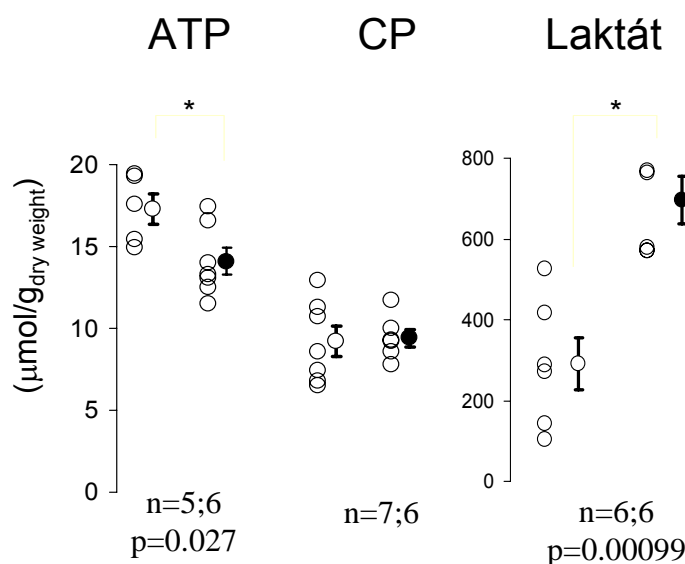 ATP CP Laktát
* *
(μmol/g dry weight)
20
15
10
5
0
800
600
400
200
0
n=5;6
p=0.027
n=7;6
n=6;6
p=0.00099